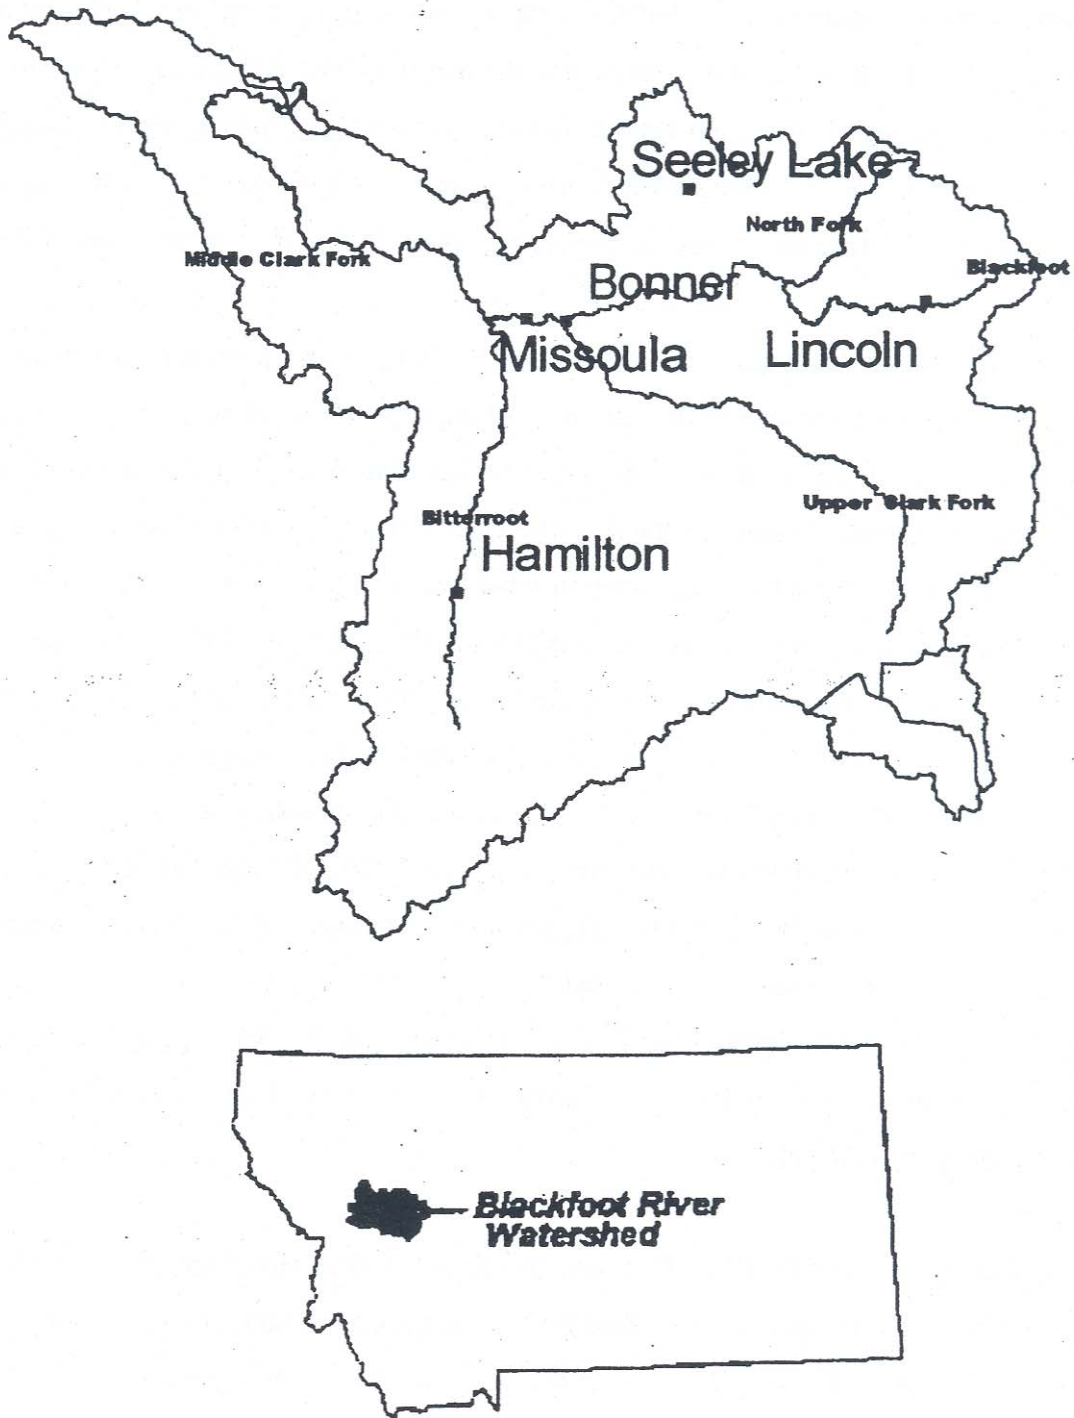 Seeley Lake
North Fork
Middle Clark Fork
Blackfoot
Bonner
Missoula
Lincoln
Upper Clark Fork
Bitterroot
Hamilton
Blackfoot River
Watershed